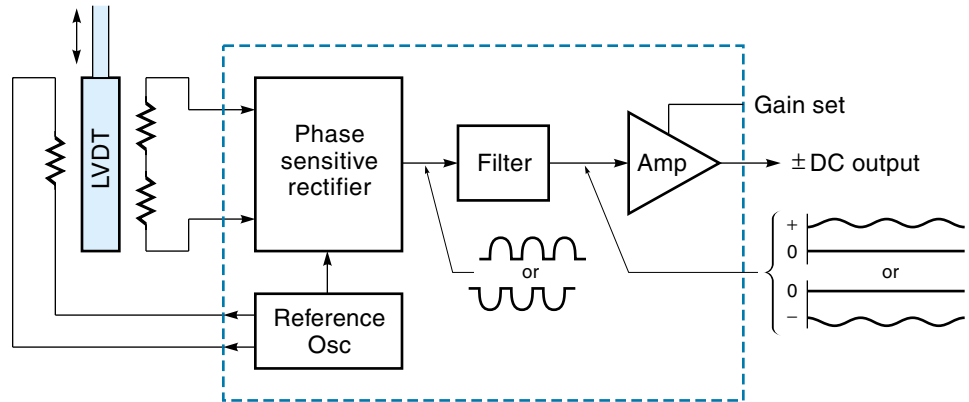 LVDT
Phase
sensitive
rectifier
Reference
Osc
Filter
Amp
Gain set
± DC output
or
+
0
or
0
−